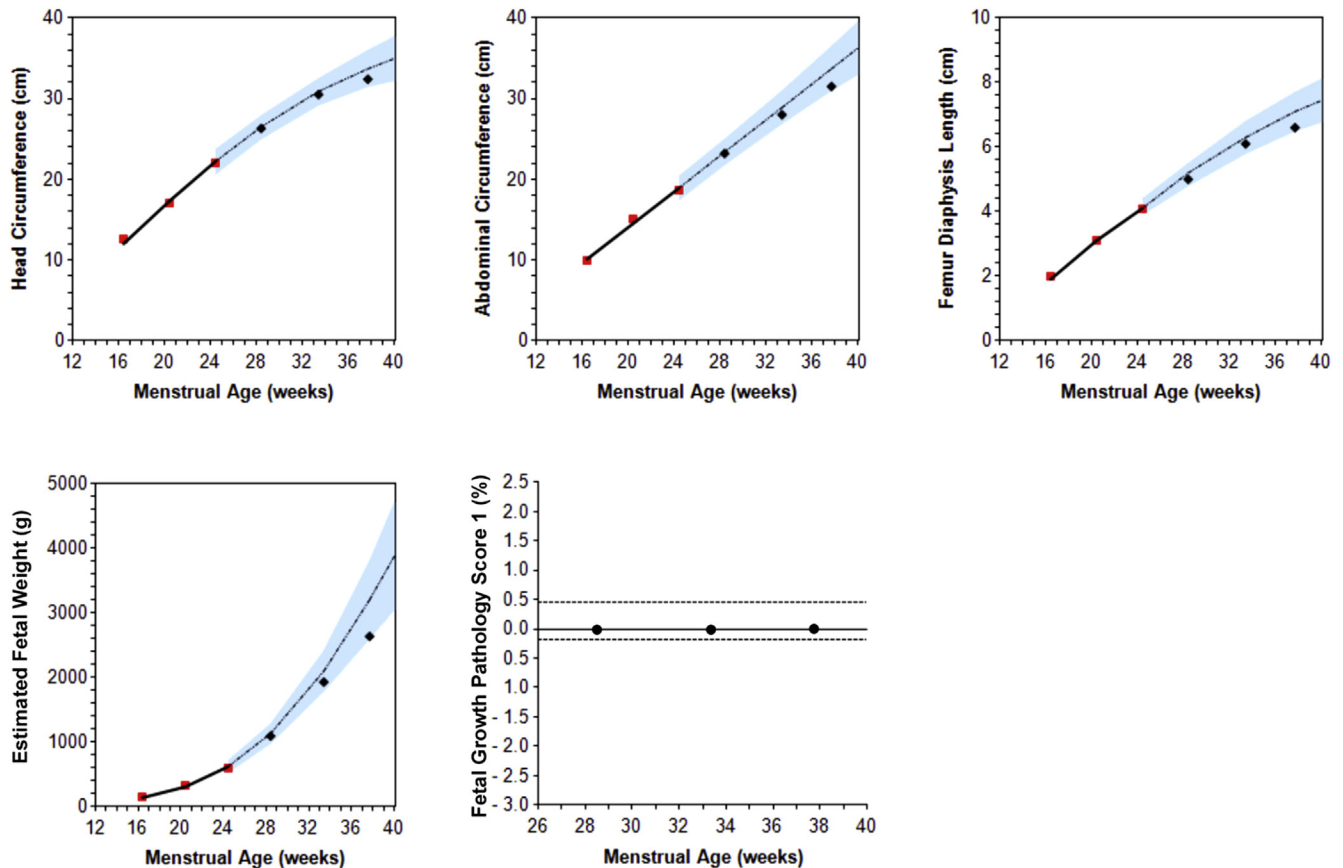 Head Circumference (cm)
40
30
20
10
0
12 16 20 24 28 32 36 40
Menstrual Age (weeks)
Abdominal Circumference (cm)
40
30
20
10
0
12 16 20 24 28 32 36 40
Menstrual Age (weeks)
Femur Diaphysis Length (cm)
10
8
6
4
2
0
12 16 20 24 28 32 36 40
Menstrual Age (weeks)
Estimated Fetal Weight (g)
5000
4000
3000
2000
1000
0
12 16 20 24 28 32 36 40
Menstrual Age (weeks)
Fetal Growth Pathology Score 1 (%)
2.5
2.0
1.5
1.0
0.5
0.0
0.5
- 1.0
- 1.5
- 2.0
- 2.5
- 3.0
26 28 30 32 34 36 38 40
Menstrual Age (weeks)